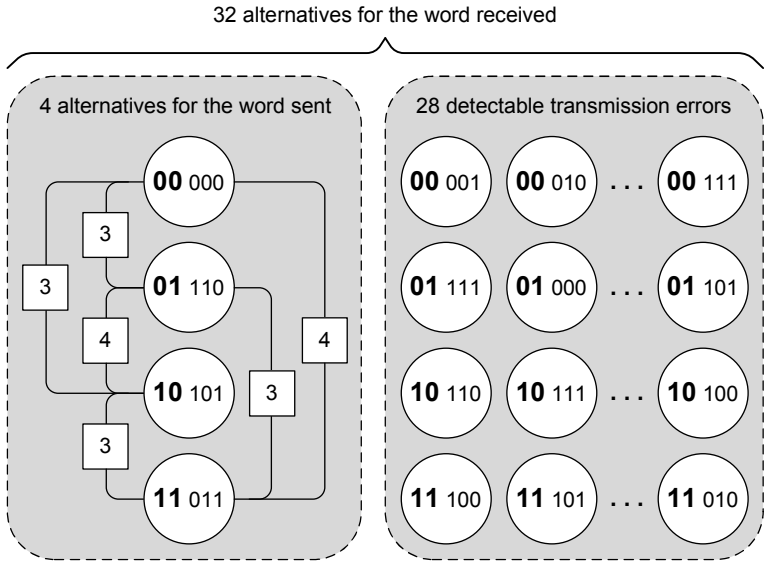 32 alternatives for the word received
4 alternatives for the word sent
00 000
01 110
10 101
11 011
3
3
4
3
3
4
28 detectable transmission errors
00 001 00 010 . . . 00 111
01 111 01 000 . . . 01 101
10 110 10 111 . . . 10 100
11 100 11 101 . . . 11 010